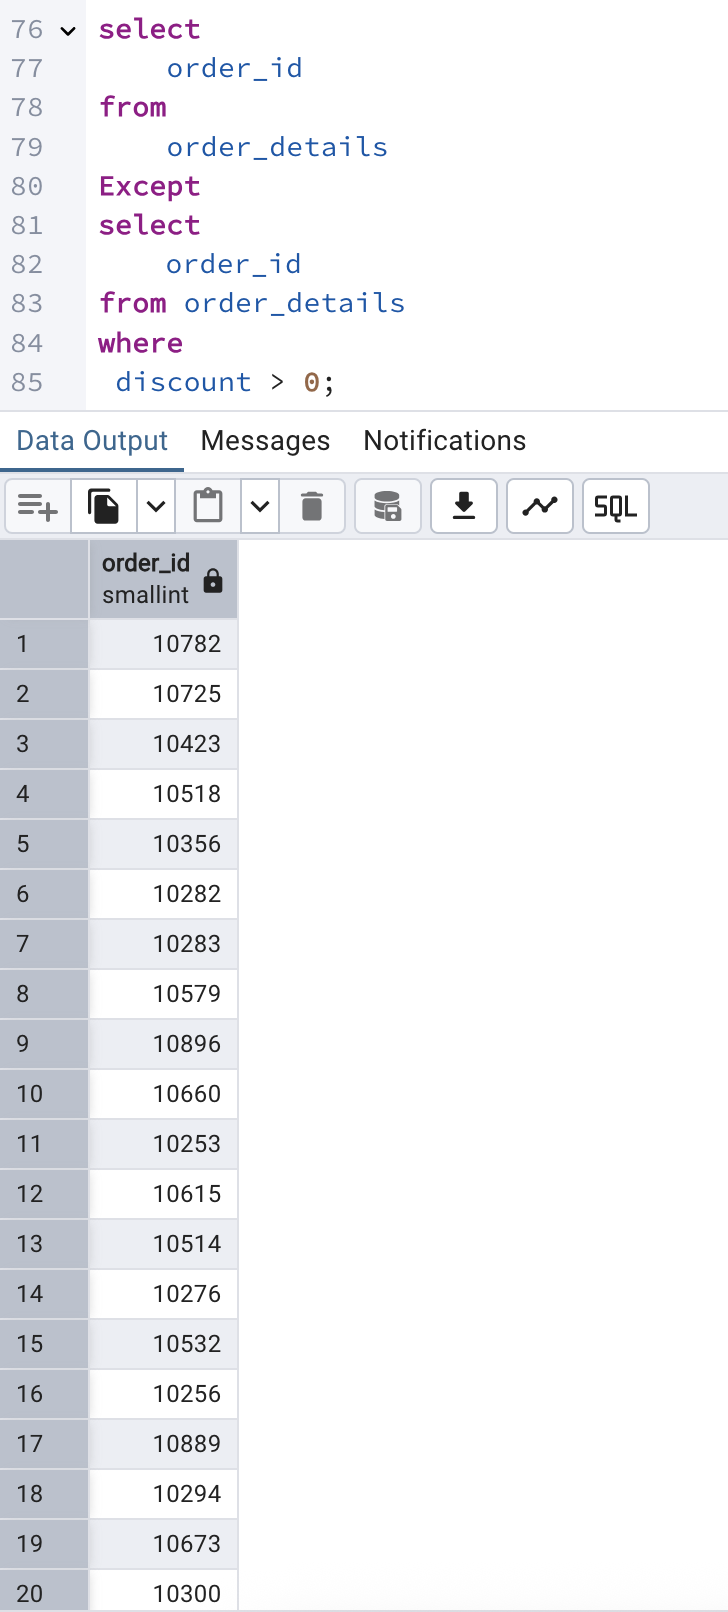 76 select
77 order_id
78 from
79 order_details
80 Except
81 select
82 order_id
83 from order_details
84 where
85 discount > 0;
Data Output Messages Notifications
SQL
order_id
smallint
1 10782
2 10725
3 10423
4 10518
5 10356
6 10282
7 10283
8 10579
9 10896
10 10660
11 10253
12 10615
13 10514
14 10276
15 10532
16 10256
17 10889
18 10294
19 10673
20 10300